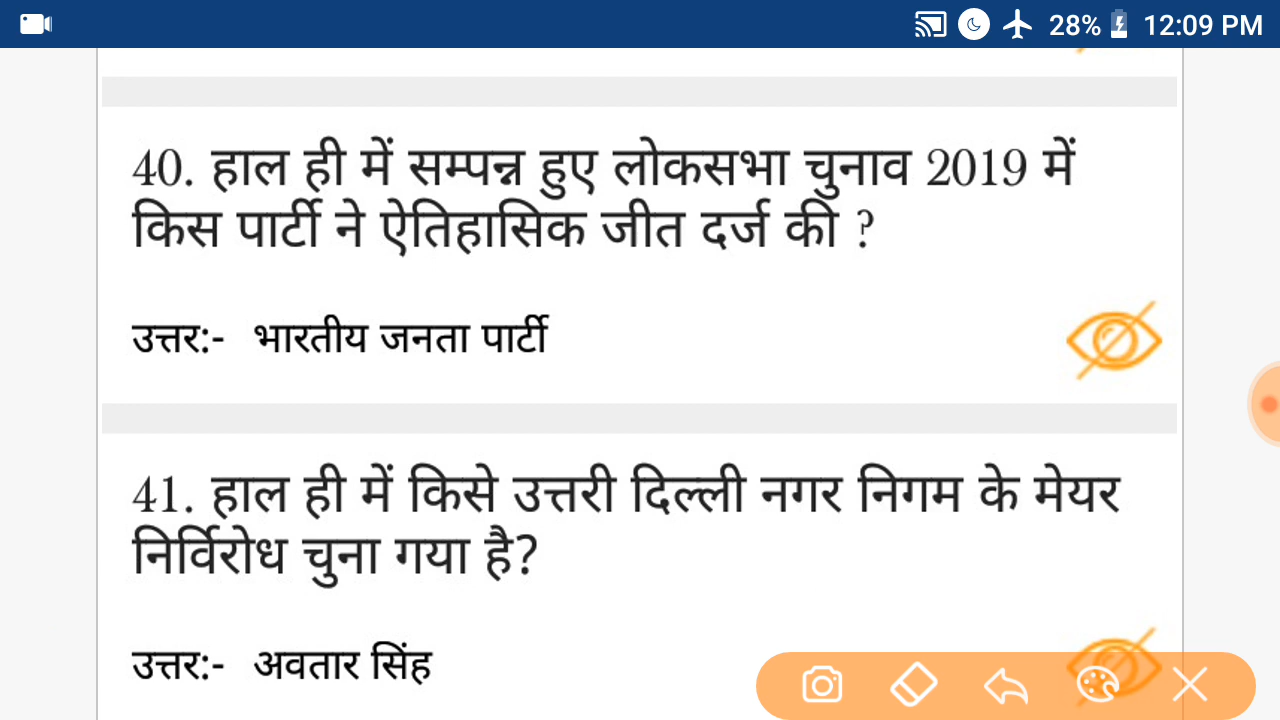 28% 12:09 PM
40. हाल ही में सम्पन्न हुए लोकसभा चुनाव 2019 में
किस पार्टी ने ऐतिहासिक जीत दर्ज की ?
उत्तर:- भारतीय जनता पार्टी
41. हाल ही में किसे उत्तरी दिल्ली नगर निगम के मेयर
निर्विरोध चुना गया है?
उत्तर:- अवतार सिंह